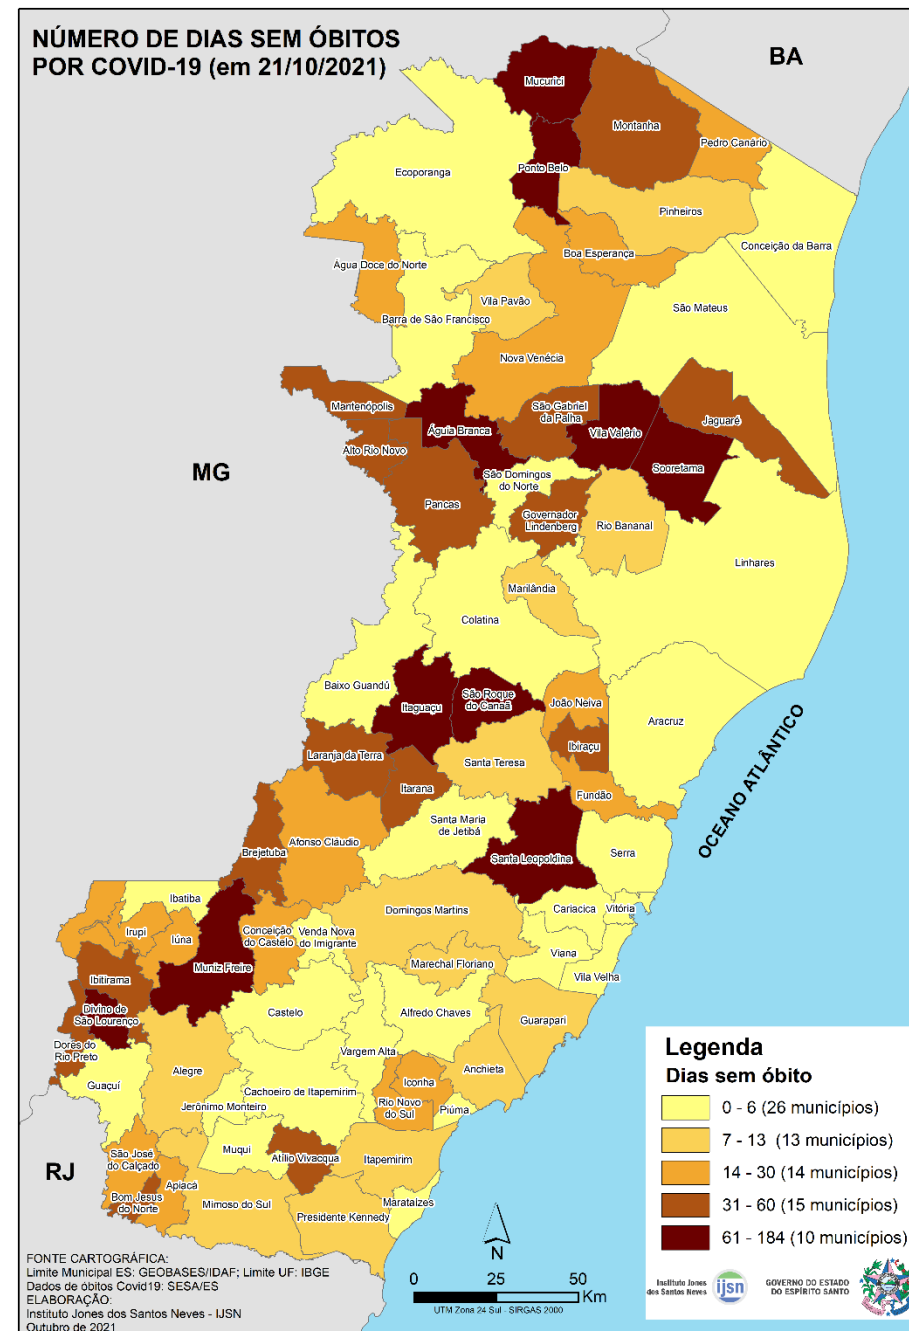 NÚMERO DE DIAS SEM ÓBITOS
POR COVID-19 (em 21/10/2021)
BA
Mucurici
Montanha
Pedro Canário
Ponto Belo
Ecoporanga
Pinheiros
Conceição da Barra
Boa Esperança
Água Doce do Norte
Vila Pavão
São Mateus
Barra de São Francisco
Nova Venécia
Mantenópolis
São Gabriel
da Palha
Jaguaré
Águia Branca
Vila Valério
Alto Rio Novo
Sooretama
MG
São Domingos
do Norte
Pancas
Governador
Lindenberg
Rio Bananal
Linhares
Marilândia
Colatina
Baixo Guandú
Itaguaçu
São Roque
do Canaã
João Neiva
Aracruz
Ibiraçu
Laranja da Terra
Santa Teresa
Itarana
Fundão
OCEANO ATLÂNTICO
Santa Maria
de Jetibá
Afonso Cláudio
Brejetuba
Santa Leopoldina
Serra
Ibatiba
Domingos Martins
Cariacica
Vitória
Irupi
Iúna
Conceição
do Castelo
Venda Nova
do Imigrante
Viana
Marechal Floriano
Muniz Freire
Vila Velha
Ibitirama
Divino de
São Lourenço
Castelo
Alfredo Chaves
Guarapari
Dores do
Rio Preto
Vargem Alta
Alegre
Anchieta
Guaçuí
Iconha
Cachoeiro de Itapemirim
Jerônimo Monteiro
Rio Novo
do Sul
Piúma
Muqui
São José
do Calçado
Atílio Vivacqua
Itapemirim
RJ
Apiacá
Bom Jesus
do Norte
Mimoso do Sul
Marataízes
Presidente Kennedy
Legenda
Dias sem óbito
0 - 6 (26 municípios)
7 - 13 (13 municípios)
14 - 30 (14 municípios)
31 - 60 (15 municípios)
61 - 184 (10 municípios)
N
0 25 50
Km
UTM Zona 24 Sul - SIRGAS 2000
FONTE CARTOGRÁFICA:
Limite Municipal ES: GEOBASES/IDAF; Limite UF: IBGE
Dados de óbitos Covid19: SESA/ES
ELABORAÇÃO:
Instituto Jones dos Santos Neves - IJSN
Outubro de 2021
Instituto Jones
dos Santos Neves
ijsn
GOVERNO DO ESTADO
DO ESPÍRITO SANTO